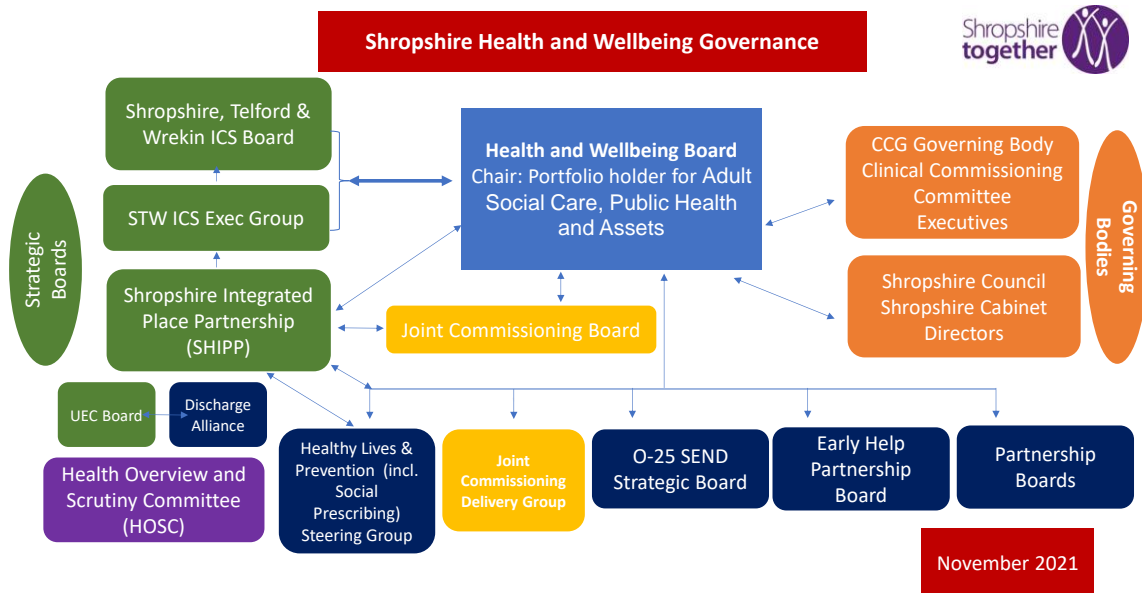 Shropshire Health and Wellbeing Governance
Shropshire
together
Shropshire, Telford &
Wrekin ICS Board
STW ICS Exec Group
Shropshire Integrated
Place Partnership
(SHIPP)
Strategic
Boards
Health and Wellbeing Board
Chair: Portfolio holder for Adult
Social Care, Public Health
and Assets
CCG Governing Body
Clinical Commissioning
Committee
Executives
Shropshire Council
Shropshire Cabinet
Directors
Governing
Bodies
Joint Commissioning Board
UEC Board
Discharge
Alliance
Health Overview and
Scrutiny Committee
(HOSC)
Healthy Lives &
Prevention (incl.
Social
Prescribing)
Steering Group
Joint
Commissioning
Delivery Group
O-25 SEND
Strategic Board
Early Help
Partnership
Board
Partnership
Boards
November 2021